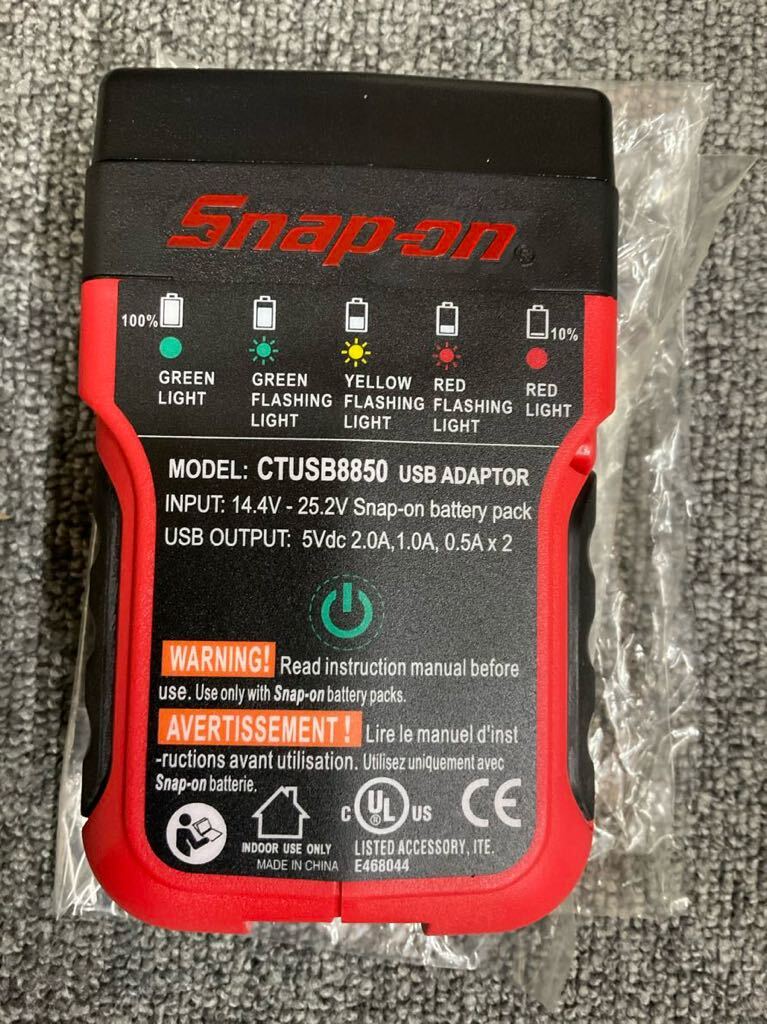 Snap-on®
100%
10%
GREEN LIGHT
GREEN FLASHING LIGHT
YELLOW FLASHING LIGHT
RED FLASHING LIGHT
RED LIGHT
MODEL: CTUSB8850 USB ADAPTOR
INPUT: 14.4V - 25.2V Snap-on battery pack
USB OUTPUT: 5Vdc 2.0A,1.0A, 0.5A x 2
WARNING! Read instruction manual before
use. Use only with Snap-on battery packs.
AVERTISSEMENT ! Lire le manuel d'inst
-ructions avant utilisation. Utilisez uniquement avec
Snap-on batterie.
C UL ® US CE
INDOOR USE ONLY
MADE IN CHINA
LISTED ACCESSORY, ITE.
E468044